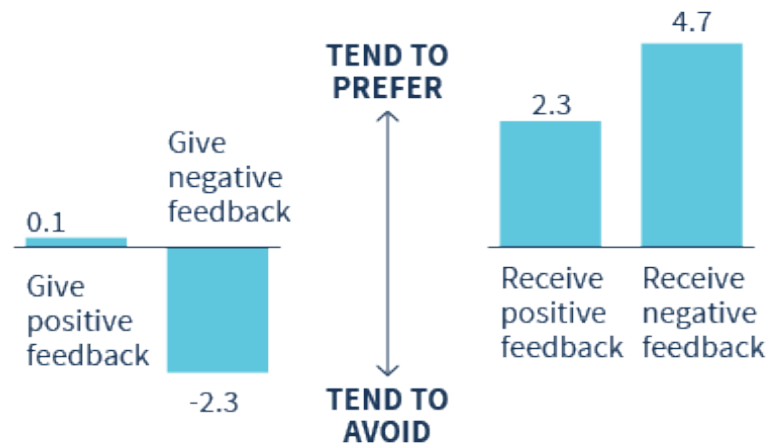 0.1
Give
positive
feedback
Give
negative
feedback
-2.3
TEND TO
PREFER
TEND TO
AVOID
2.3
Receive
positive
feedback
4.7
Receive
negative
feedback